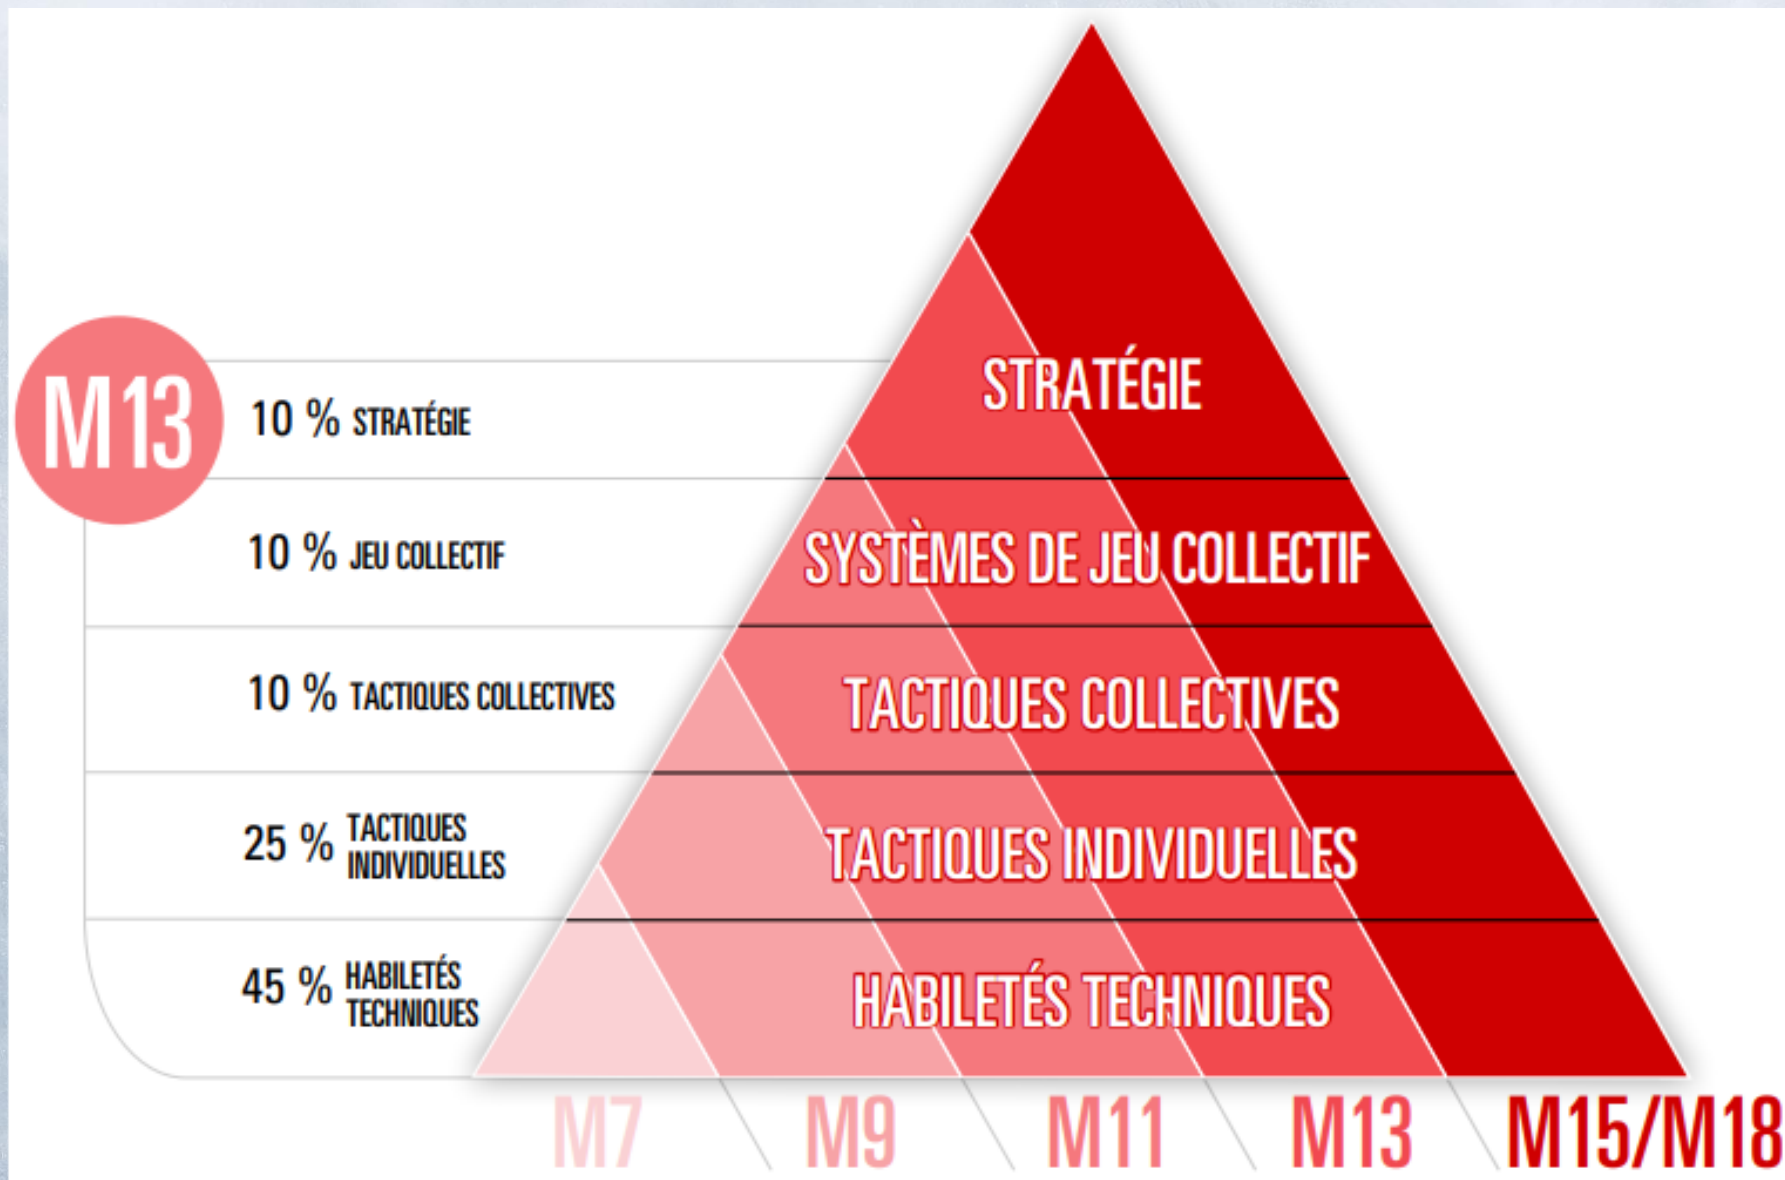 M13
10 % STRATÉGIE
10 % JEU COLLECTIF
10 % TACTIQUES COLLECTIVES
25 % TACTIQUES
INDIVIDUELLES
45 % HABILETÉS
TECHNIQUES
STRATÉGIE
SYSTÈMES DE JEU COLLECTIF
TACTIQUES COLLECTIVES
TACTIQUES INDIVIDUELLES
HABILETÉS TECHNIQUES
M7 M9 M11 M13 M15/M18